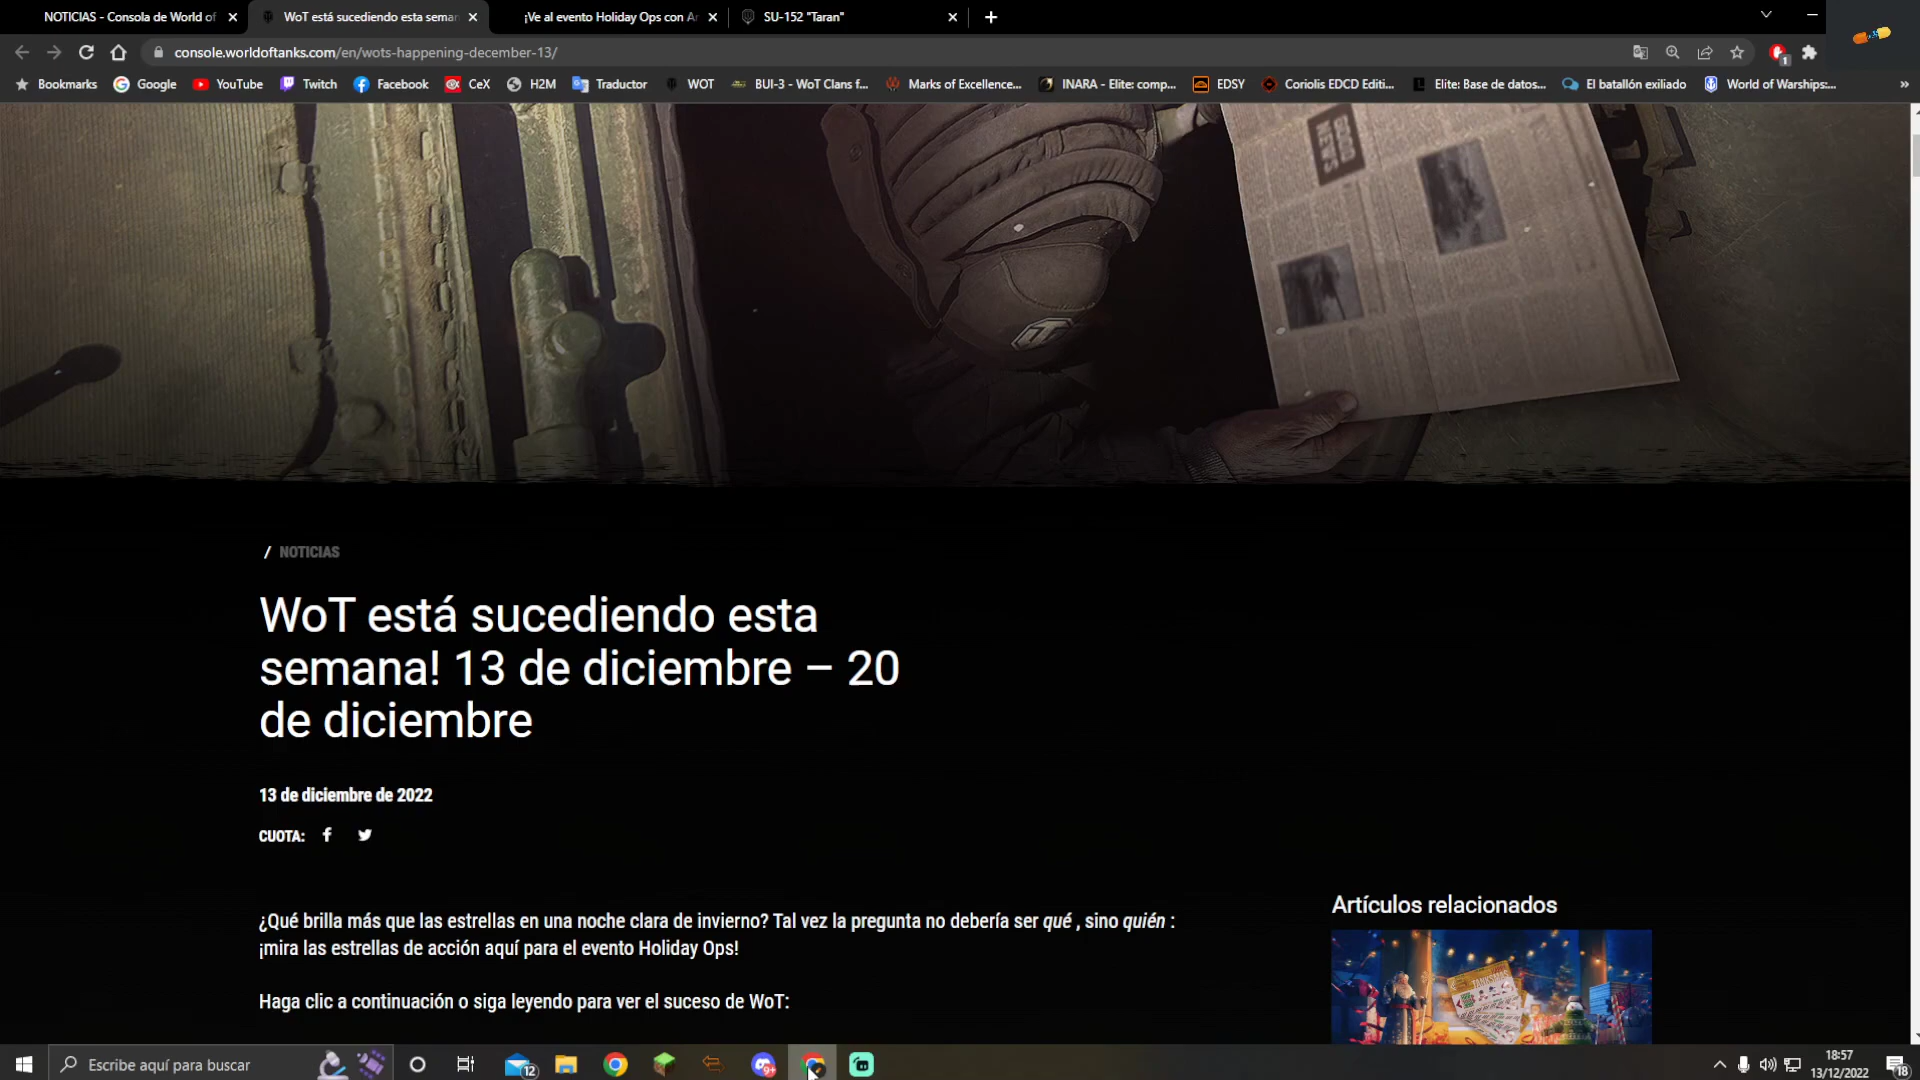 NOTICIAS - Consola de World of
WoT está sucediendo esta seman
¡Ve al evento Holiday Ops con Ar
SU-152 "Taran"
console.worldoftanks.com/en/wots-happening-december-13/
1
Bookmarks
Google
YouTube
Twitch
Facebook
CeX
H2M
Traductor
WOT
BUI-3 - WoT Clans f...
Marks of Excellence...
INARA - Elite: comp...
EDSY
Coriolis EDCD Editi...
Elite: Base de datos...
El batallón exiliado
World of Warships:...
»
GOOD
NEWS
/ NOTICIAS
WoT está sucediendo esta
semana! 13 de diciembre – 20
de diciembre
13 de diciembre de 2022
CUOTA:
¿Qué brilla más que las estrellas en una noche clara de invierno? Tal vez la pregunta no debería ser qué , sino quién :
¡mira las estrellas de acción aquí para el evento Holiday Ops!
Haga clic a continuación o siga leyendo para ver el suceso de WoT:
Artículos relacionados
Escribe aquí para buscar
12
9+
18:57
13/12/2022
18